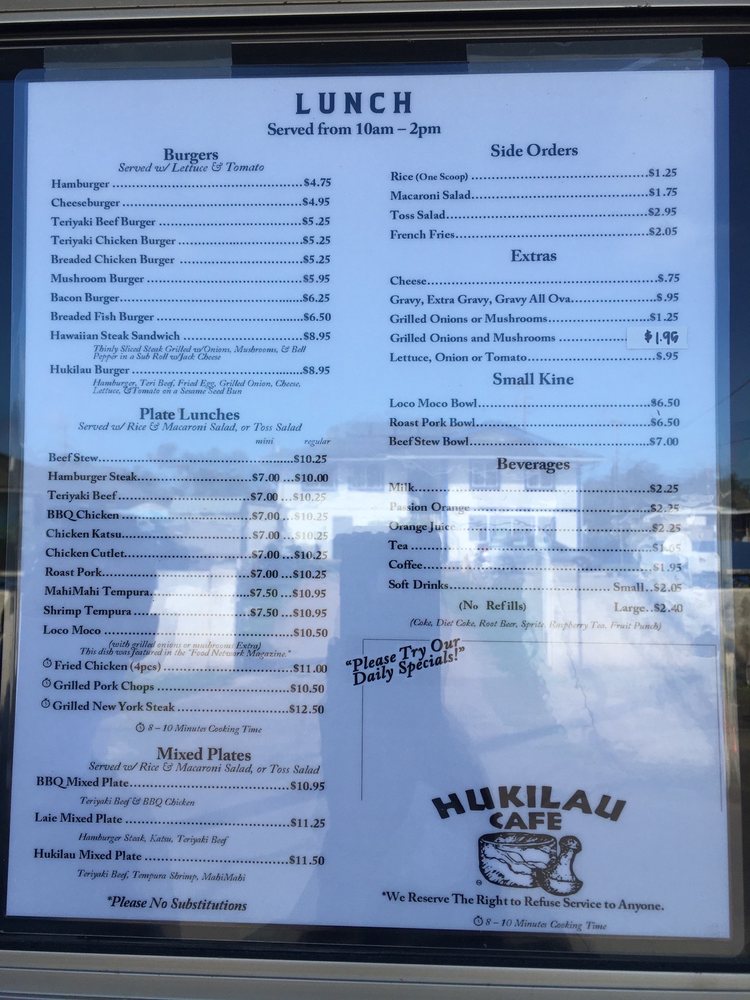 LUNCH
Served from 10am – 2pm
Burgers
Served w/ Lettuce & Tomato
Hamburger ...$4.75
Cheeseburger ...$4.95
Teriyaki Beef Burger ...$5.25
Teriyaki Chicken Burger ...$5.25
Breaded Chicken Burger ...$5.25
Mushroom Burger ...$5.95
Bacon Burger...$6.25
Breaded Fish Burger ...$6.50
Hawaiian Steak Sandwich ...$8.95
Thinly Sliced Steak Grilled w/Onions, Mushrooms, & Bell
Pepper in a Sub Roll w/Jack Cheese
Hukilau Burger ...$8.95
Hamburger, Teri Beef, Fried Egg, Grilled Onion, Cheese,
Lettuce, &Tomato on a Sesame Seed Bun
Plate Lunches
Served w/ Rice & Macaroni Salad, or Toss Salad
mini regular
Beef Stew...$10.25
Hamburger Steak...$7.00 ...$10.00
Teriyaki Beef...$7.00 ...$10.25
BBQ Chicken ...$7.00 ...$10.25
Chicken Katsu...$7.00 ...$10.25
Chicken Cutlet...$7.00 ...$10.25
Roast Pork...$7.00 ...$10.25
MahiMahi Tempura...$7.50 ...$10.95
Shrimp Tempura ...$7.50 ...$10.95
Loco Moco ...$10.50
(with grilled onions or mushrooms Extra)
This dish was featured in the "Food Network Magazine."
Fried Chicken (4pcs) ...$11.00
Grilled Pork Chops ...$10.50
Grilled New York Steak ...$12.50
8 – 10 Minutes Cooking Time
Mixed Plates
Served w/ Rice & Macaroni Salad, or Toss Salad
BBQ Mixed Plate...$10.95
Teriyaki Beef & BBQ Chicken
Laie Mixed Plate ...$11.25
Hamburger Steak, Katsu, Teriyaki Beef
Hukilau Mixed Plate ...$11.50
Teriyaki Beef, Tempura Shrimp, MahiMahi
*Please No Substitutions
Side Orders
Rice (One Scoop) ...$1.25
Macaroni Salad...$1.75
Toss Salad...$2.95
French Fries...$2.05
Extras
Cheese...$.75
Gravy, Extra Gravy, Gravy All Ova...$.95
Grilled Onions or Mushrooms...$1.25
Grilled Onions and Mushrooms ...$1.95
Lettuce, Onion or Tomato...$.95
Small Kine
Loco Moco Bowl...$6.50
Roast Pork Bowl...$6.50
Beef Stew Bowl...$7.00
Beverages
Milk...$2.25
Passion Orange...$2.25
Orange Juice...$2.25
Tea ...$1.65
Coffee...$1.95
Soft Drinks...Small..$2.05
(No Refills) Large..$2.40
(Coke, Diet Coke, Root Beer, Sprite, Raspberry Tea, Fruit Punch)
"Please Try Our
Daily Specials!"
HUKILAU
CAFE
*We Reserve The Right to Refuse Service to Anyone.
8 – 10 Minutes Cooking Time